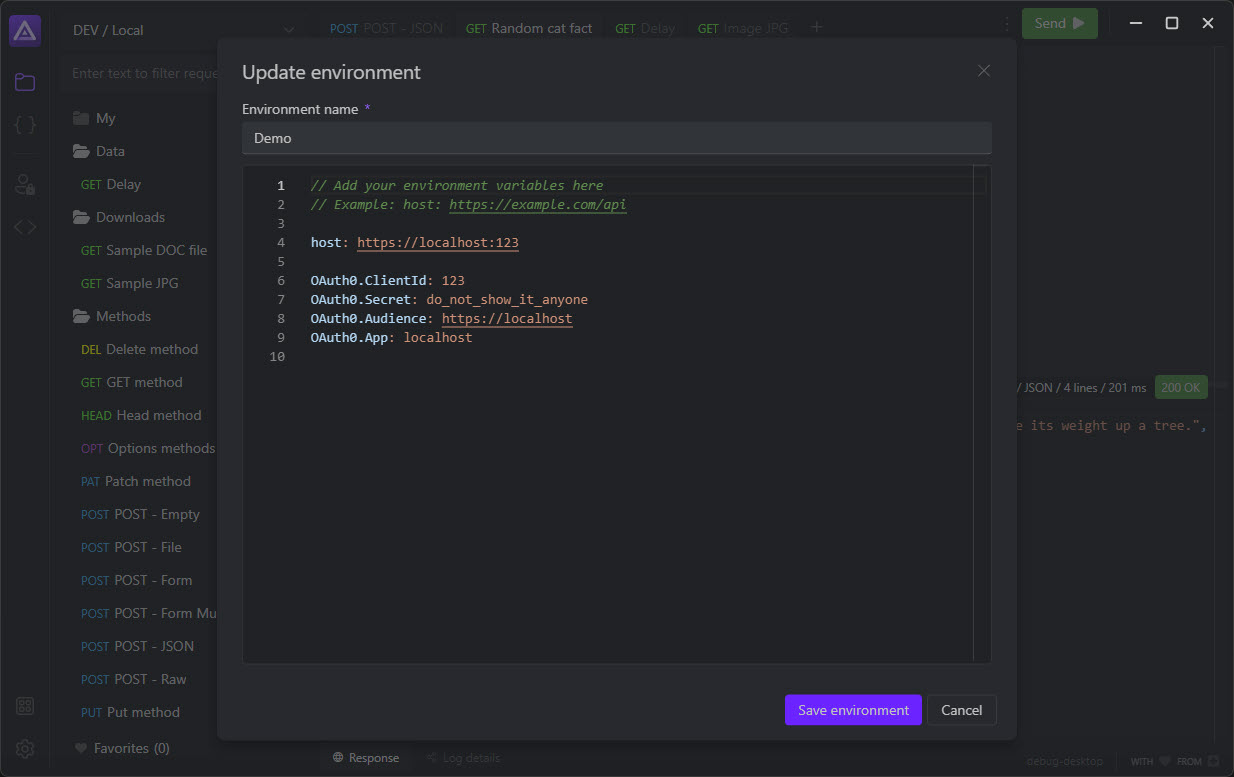 DEV / Local
POST POST - JSON
GET Random cat fact
GET Delay
GET Image JPG
Send
Enter text to filter reque
My
Data
GET Delay
Downloads
GET Sample DOC file
GET Sample JPG
Methods
DEL Delete method
GET GET method
HEAD Head method
OPT Options methods
PAT Patch method
POST POST - Empty
POST POST - File
POST POST - Form
POST POST - Form Mu
POST POST - JSON
POST POST - Raw
PUT Put method
Favorites (0)
Update environment
Environment name *
Demo
1 // Add your environment variables here
2 // Example: host: https://example.com/api
3
4 host: https://localhost:123
5
6 OAuth0.ClientId: 123
7 OAuth0.Secret: do_not_show_it_anyone
8 OAuth0.Audience: https://localhost
9 OAuth0.App: localhost
10
Save environment
Cancel
/ JSON / 4 lines / 201 ms
200 OK
e its weight up a tree.",
Response
Log details
debug-desktop
WITH
FROM